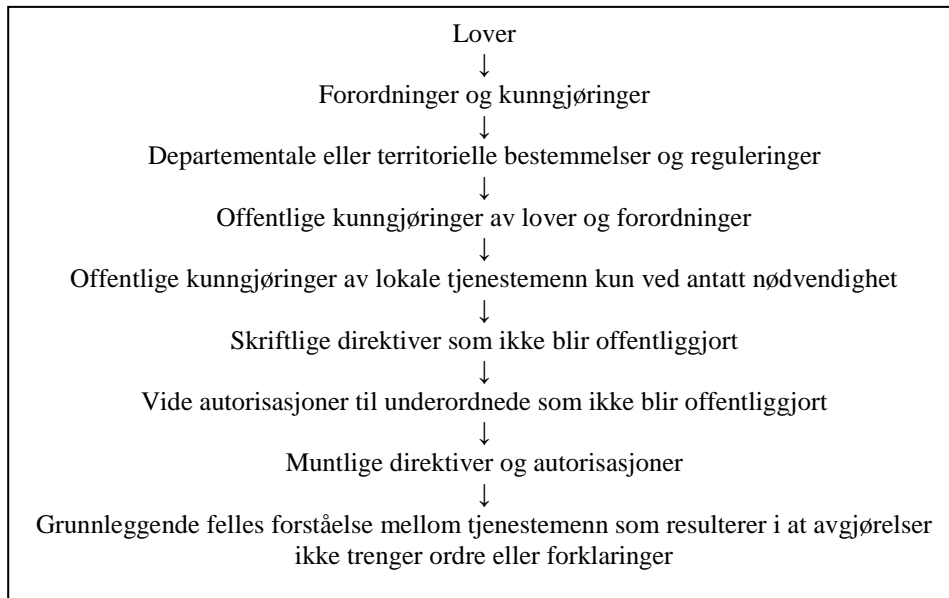 Lover
↓
Forordninger og kunngjøringer
↓
Departementale eller territorielle bestemmelser og reguleringer
↓
Offentlige kunngjøringer av lover og forordninger
↓
Offentlige kunngjøringer av lokale tjenestemenn kun ved antatt nødvendighet
↓
Skriftlige direktiver som ikke blir offentliggjort
↓
Vide autorisasjoner til underordnede som ikke blir offentliggjort
↓
Muntlige direktiver og autorisasjoner
↓
Grunnleggende felles forståelse mellom tjenestemenn som resulterer i at avgjørelser
ikke trenger ordre eller forklaringer